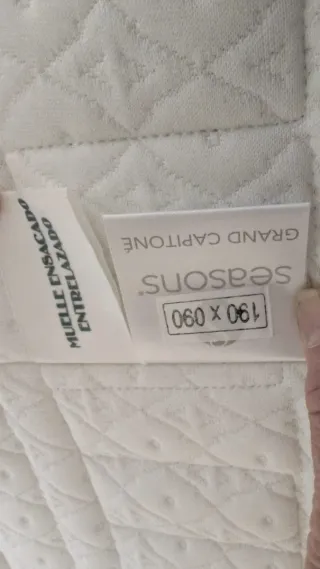 MUELLE ENSACADO
ENTRELAZADO
190 x 090
seasons®
GRAND CAPITONÉ